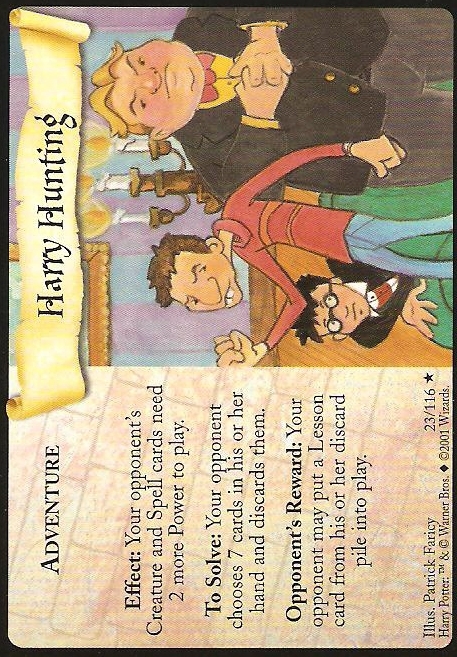 Harry Hunting
ADVENTURE
Effect: Your opponent's
Creature and Spell cards need
2 more Power to play.
To Solve: Your opponent
chooses 7 cards in his or her
hand and discards them.
Opponent's Reward: Your
opponent may put a Lesson
card from his or her discard
pile into play.
Illus. Patrick Faricy
23/116 ★
Harry Potter, ™ & © Warner Bros. ◆ ©2001 Wizards.